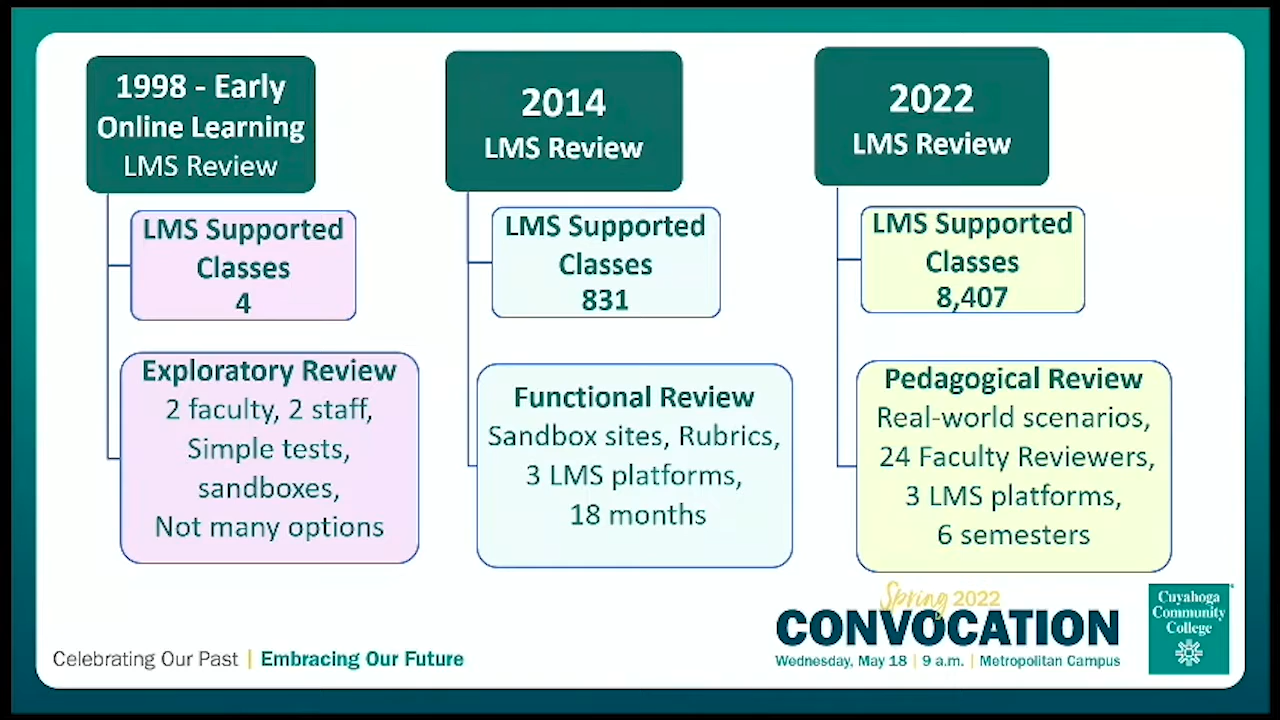 1998 - Early
Online Learning
LMS Review
LMS Supported
Classes
4
Exploratory Review
2 faculty, 2 staff,
Simple tests,
sandboxes,
Not many options
2014
LMS Review
LMS Supported
Classes
831
Functional Review
Sandbox sites, Rubrics,
3 LMS platforms,
18 months
2022
LMS Review
LMS Supported
Classes
8,407
Pedagogical Review
Real-world scenarios,
24 Faculty Reviewers,
3 LMS platforms,
6 semesters
Celebrating Our Past | Embracing Our Future
Spring 2022
CONVOCATION
Wednesday, May 18 | 9 a.m. | Metropolitan Campus
Cuyahoga
Community
College